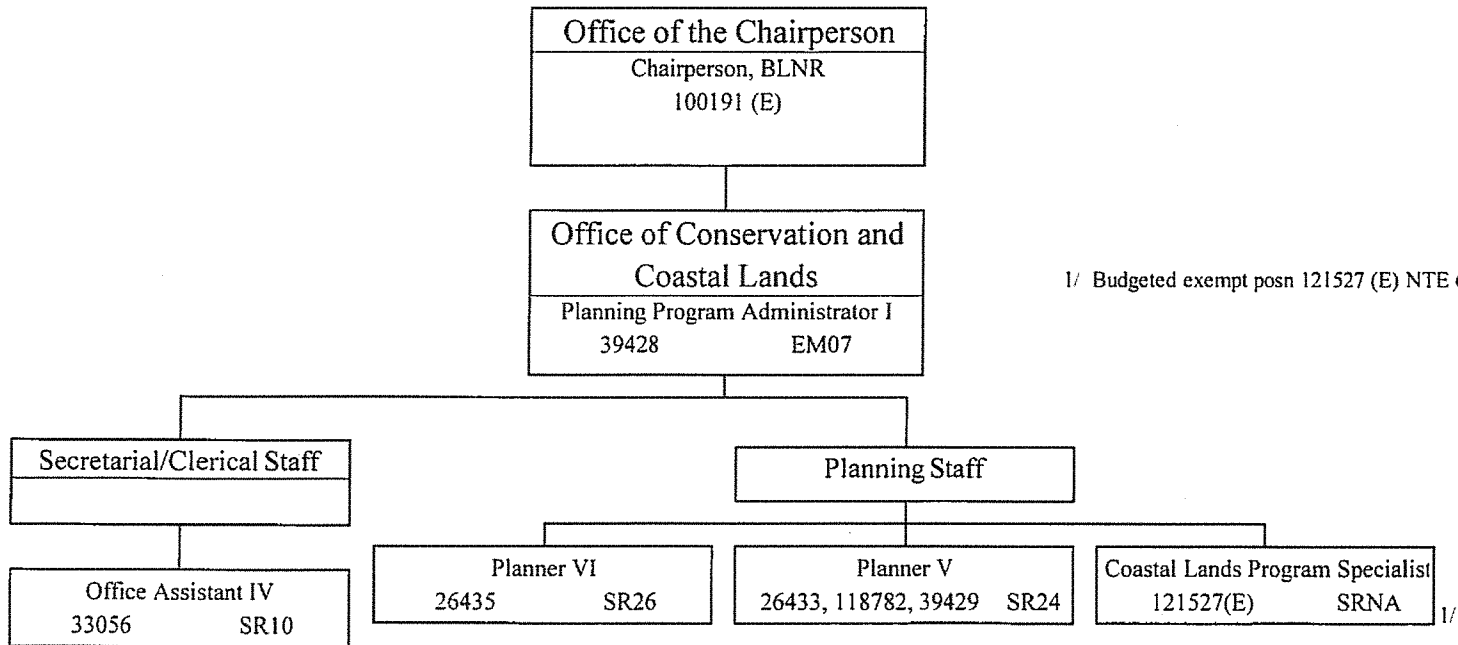 Office of the Chairperson
Chairperson, BLNR
100191 (E)
Office of Conservation and
Coastal Lands
Planning Program Administrator I
39428 EM07
1/ Budgeted exempt posn 121527 (E) NTE
Secretarial/Clerical Staff
Planning Staff
Office Assistant IV
33056 SR10
Planner VI
26435 SR26
Planner V
26433, 118782, 39429 SR24
Coastal Lands Program Specialist
121527(E) SRNA 1/